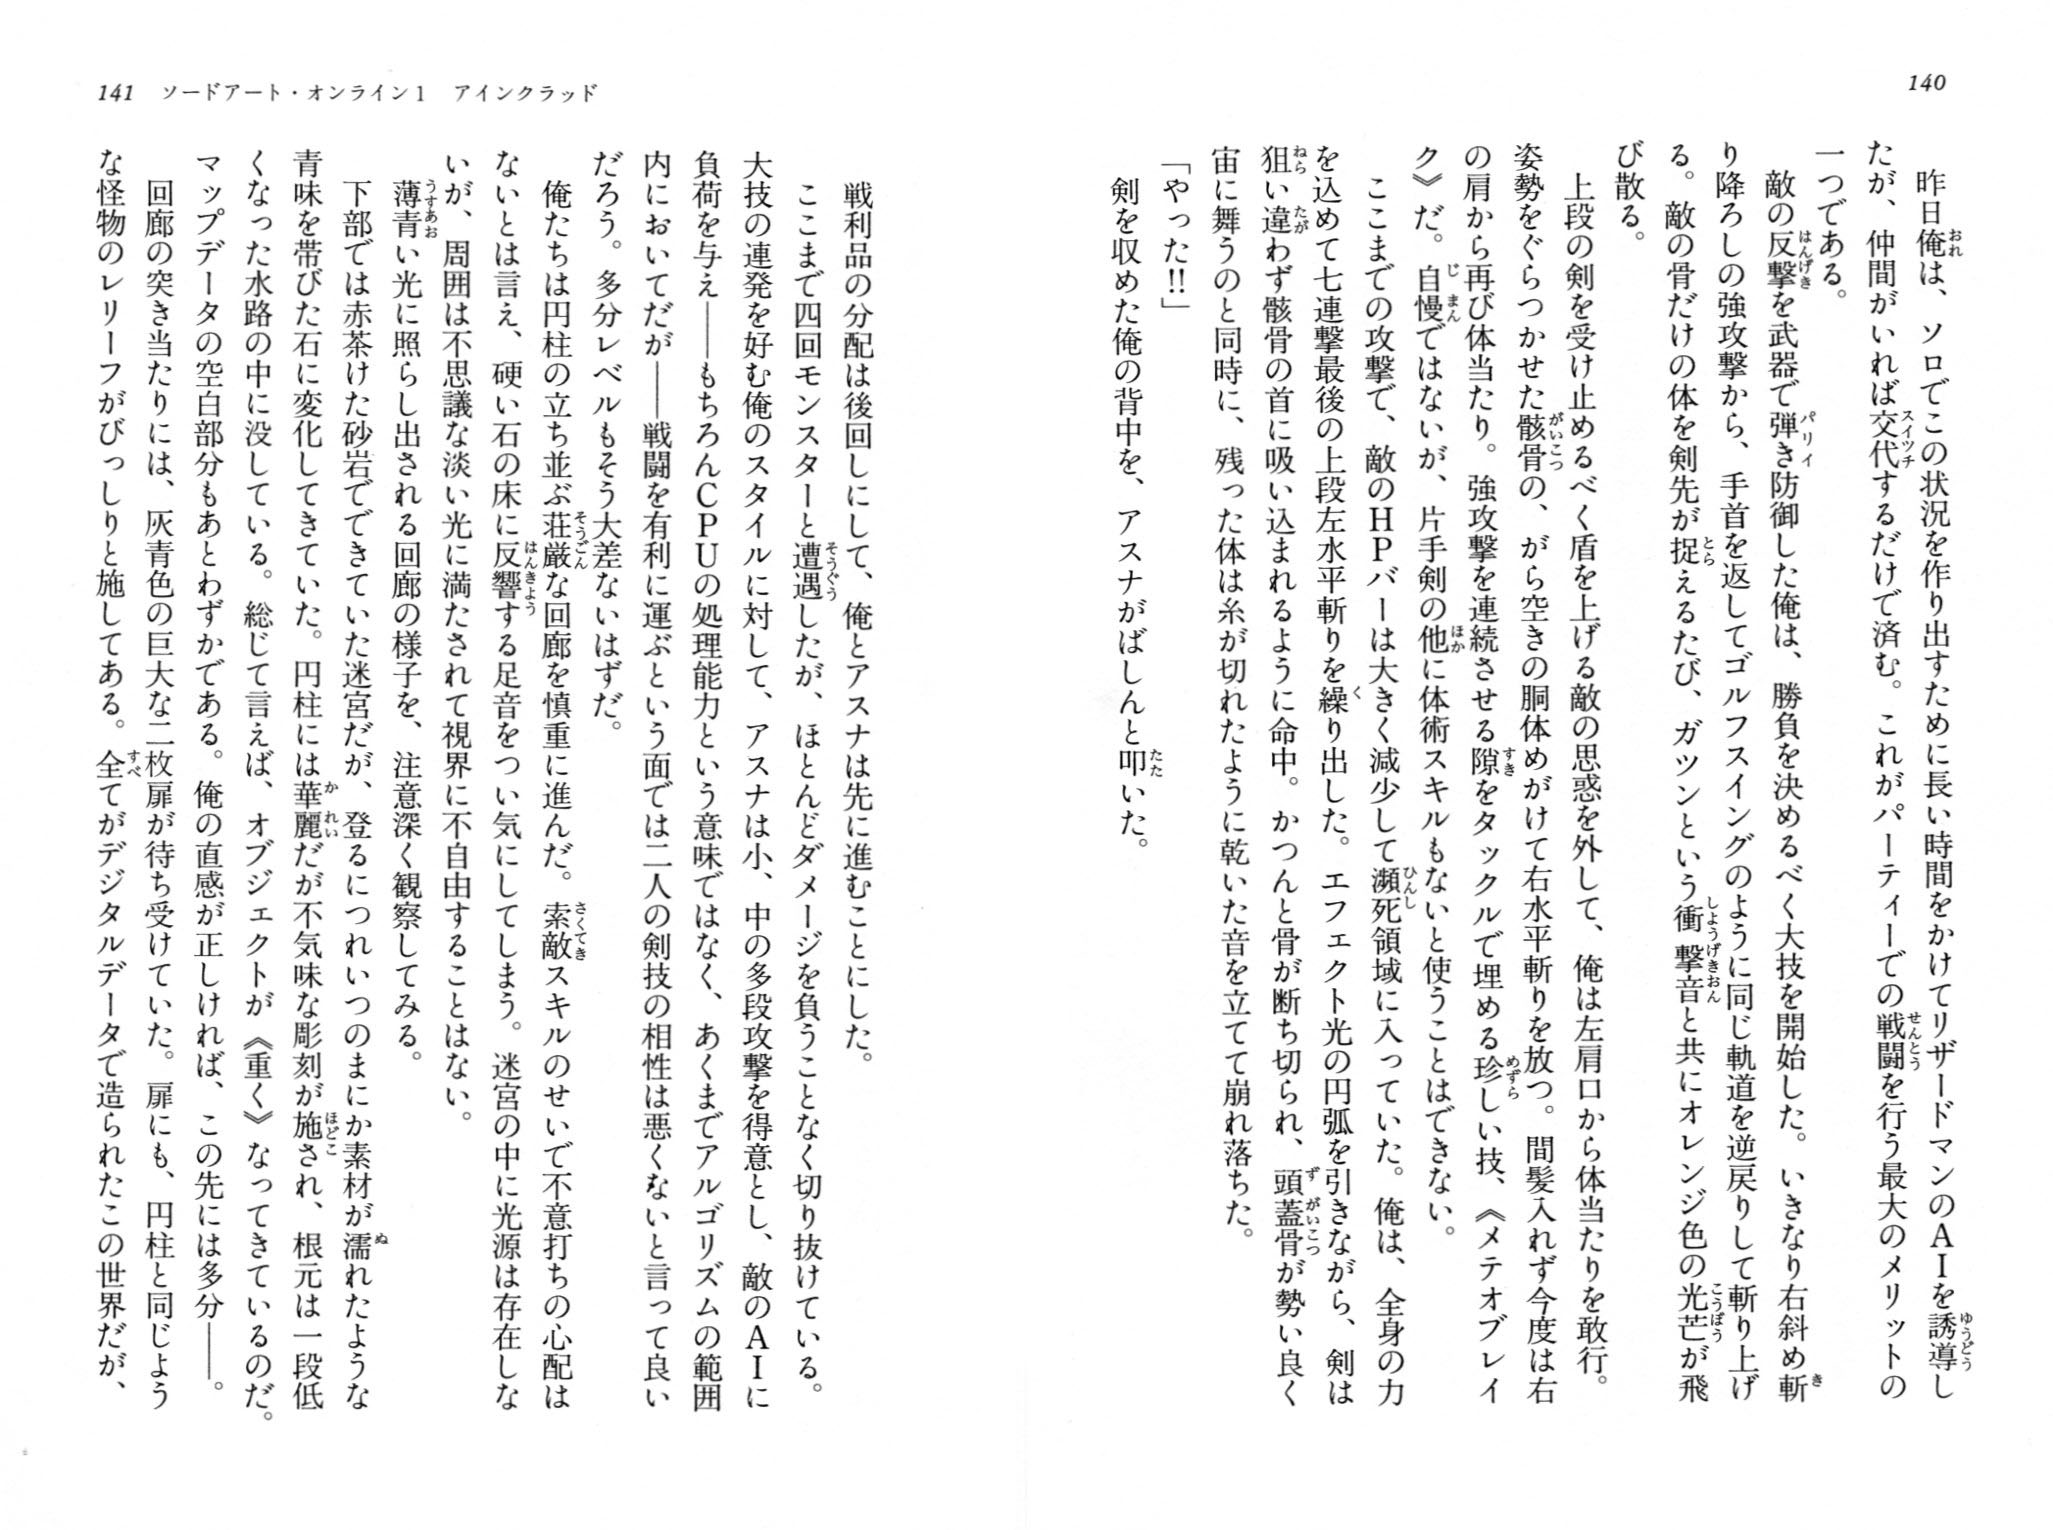 140
昨日俺は、ソロでこの状況を作り出すために長い時間をかけてリザードマンのAIを誘導し
たが、仲間がいれば交代するだけで済む。これがパーティーでの戦闘を行う最大のメリットの
一つである。
敵の反撃を武器で弾き防御した俺は、勝負を決めるべく大技を開始した。いきなり右斜め斬
り降ろしの強攻撃から、手首を返してゴルフスイングのように同じ軌道を逆戻りして斬り上げ
る。敵の骨だけの体を剣先が捉えるたび、ガツンという衝撃音と共にオレンジ色の光芒が飛
び散る。
上段の剣を受け止めるべく盾を上げる敵の思惑を外して、俺は左肩口から体当たりを敢行。
姿勢をぐらつかせた骸骨の、がら空きの胴体めがけて右水平斬りを放つ。間髪入れず今度は右
の肩から再び体当たり。強攻撃を連続させる隙をタックルで埋める珍しい技、《メテオブレイ
ク》だ。自慢ではないが、片手剣の他に体術スキルもないと使うことはできない。
ここまでの攻撃で、敵のHPバーは大きく減少して瀕死領域に入っていた。俺は、全身の力
を込めて七連撃最後の上段左水平斬りを繰り出した。エフェクト光の円弧を引きながら、剣は
狙い違わず骸骨の首に吸い込まれるように命中。かつんと骨が断ち切られ、頭蓋骨が勢い良く
宙に舞うのと同時に、残った体は糸が切れたように乾いた音を立てて崩れ落ちた。
「やった!!」
剣を収めた俺の背中を、アスナがばしんと叩いた。
141 ソードアート・オンライン1 アインクラッド
戦利品の分配は後回しにして、俺とアスナは先に進むことにした。
ここまで四回モンスターと遭遇したが、ほとんどダメージを負うことなく切り抜けている。
大技の連発を好む俺のスタイルに対して、アスナは小、中の多段攻撃を得意とし、敵のAIに
負荷を与え――もちろんCPUの処理能力という意味ではなく、あくまでアルゴリズムの範囲
内においてだが――戦闘を有利に運ぶという面では二人の剣技の相性は悪くないと言って良い
だろう。多分レベルもそう大差ないはずだ。
俺たちは円柱の立ち並ぶ荘厳な回廊を慎重に進んだ。索敵スキルのせいで不意打ちの心配は
ないとは言え、硬い石の床に反響する足音をつい気にしてしまう。迷宮の中に光源は存在しな
いが、周囲は不思議な淡い光に満たされて視界に不自由することはない。
薄青い光に照らし出される回廊の様子を、注意深く観察してみる。
下部では赤茶けた砂岩でできていた迷宮だが、登るにつれいつのまにか素材が濡れたような
青味を帯びた石に変化してきていた。円柱には華麗だが不気味な彫刻が施され、根元は一段低
くなった水路の中に没している。総じて言えば、オブジェクトが《重く》なってきているのだ。
マップデータの空白部分もあとわずかである。俺の直感が正しければ、この先には多分――。
回廊の突き当たりには、灰青色の巨大な二枚扉が待ち受けていた。扉にも、円柱と同じよう
な怪物のレリーフがびっしりと施してある。全てがデジタルデータで造られたこの世界だが、